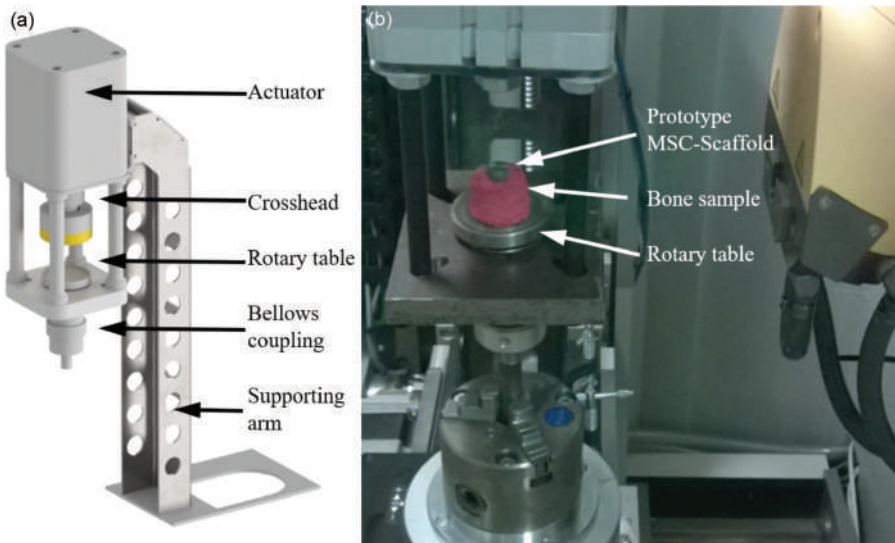 (a)
Actuator
Crosshead
Rotary table
Bellows
coupling
Supporting
arm
(b)
Prototype
MSC-Scaffold
Bone sample
Rotary table